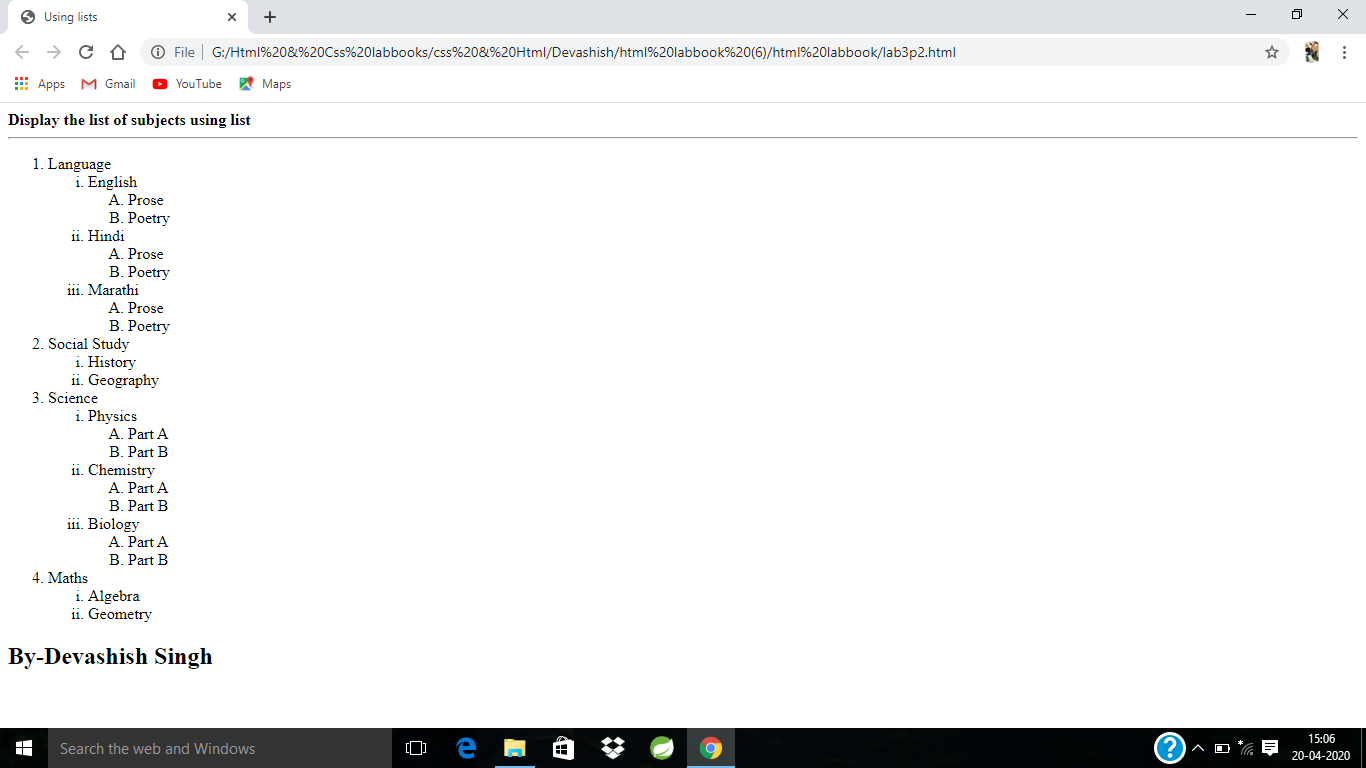 Using lists
File
G:/Html%20&%20Css%20labbooks/css%20&%20Html/Devashish/html%20labbook%20(6)/html%20labbook/lab3p2.html
Apps Gmail YouTube Maps
Display the list of subjects using list
1. Language
i. English
A. Prose
B. Poetry
ii. Hindi
A. Prose
B. Poetry
iii. Marathi
A. Prose
B. Poetry
2. Social Study
i. History
ii. Geography
3. Science
i. Physics
A. Part A
B. Part B
ii. Chemistry
A. Part A
B. Part B
iii. Biology
A. Part A
B. Part B
4. Maths
i. Algebra
ii. Geometry
By-Devashish Singh
Search the web and Windows
15:06
20-04-2020